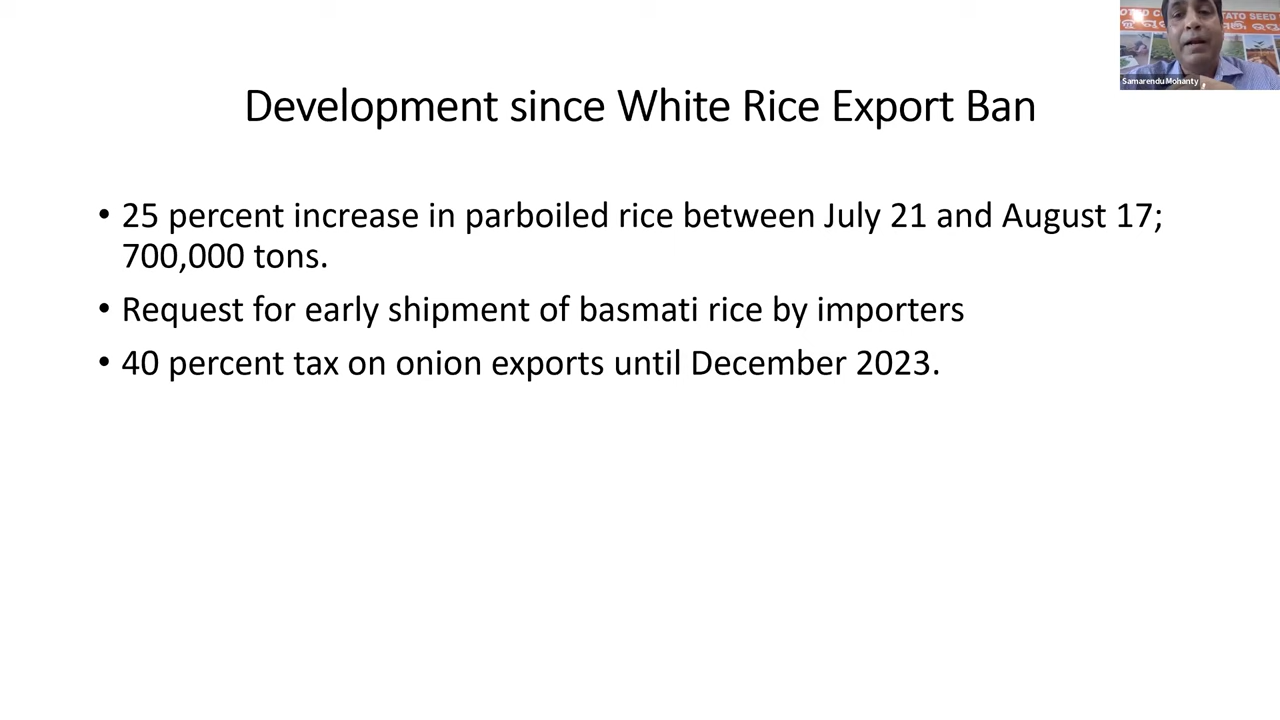 Samarendu Mohanty
Development since White Rice Export Ban
• 25 percent increase in parboiled rice between July 21 and August 17;
700,000 tons.
• Request for early shipment of basmati rice by importers
• 40 percent tax on onion exports until December 2023.